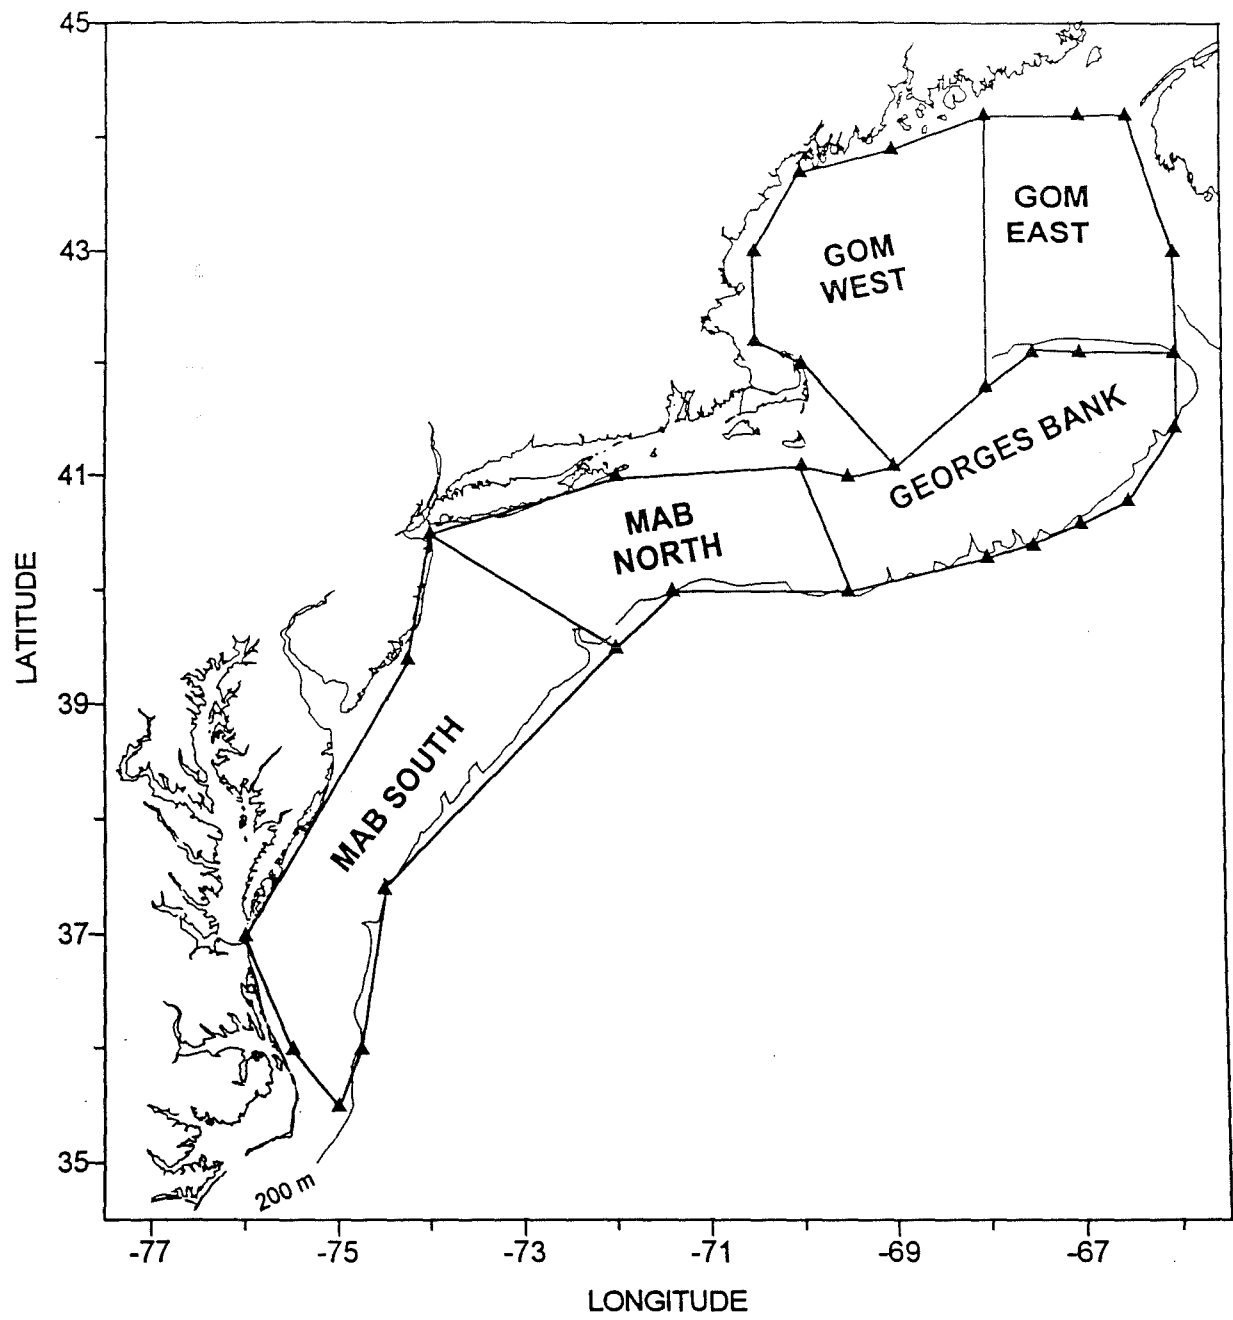 45
43
41
39
37
35
LATITUDE
GOM
EAST
GOM
WEST
GEORGES BANK
MAB
NORTH
MAB SOUTH
200 m
-77
-75
-73
-71
-69
-67
LONGITUDE